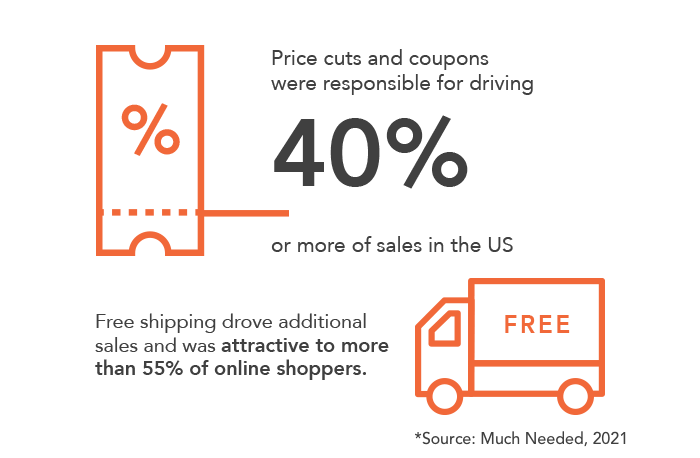 %
Price cuts and coupons
were responsible for driving
40%
or more of sales in the US
Free shipping drove additional
sales and was attractive to more
than 55% of online shoppers.
FREE
*Source: Much Needed, 2021